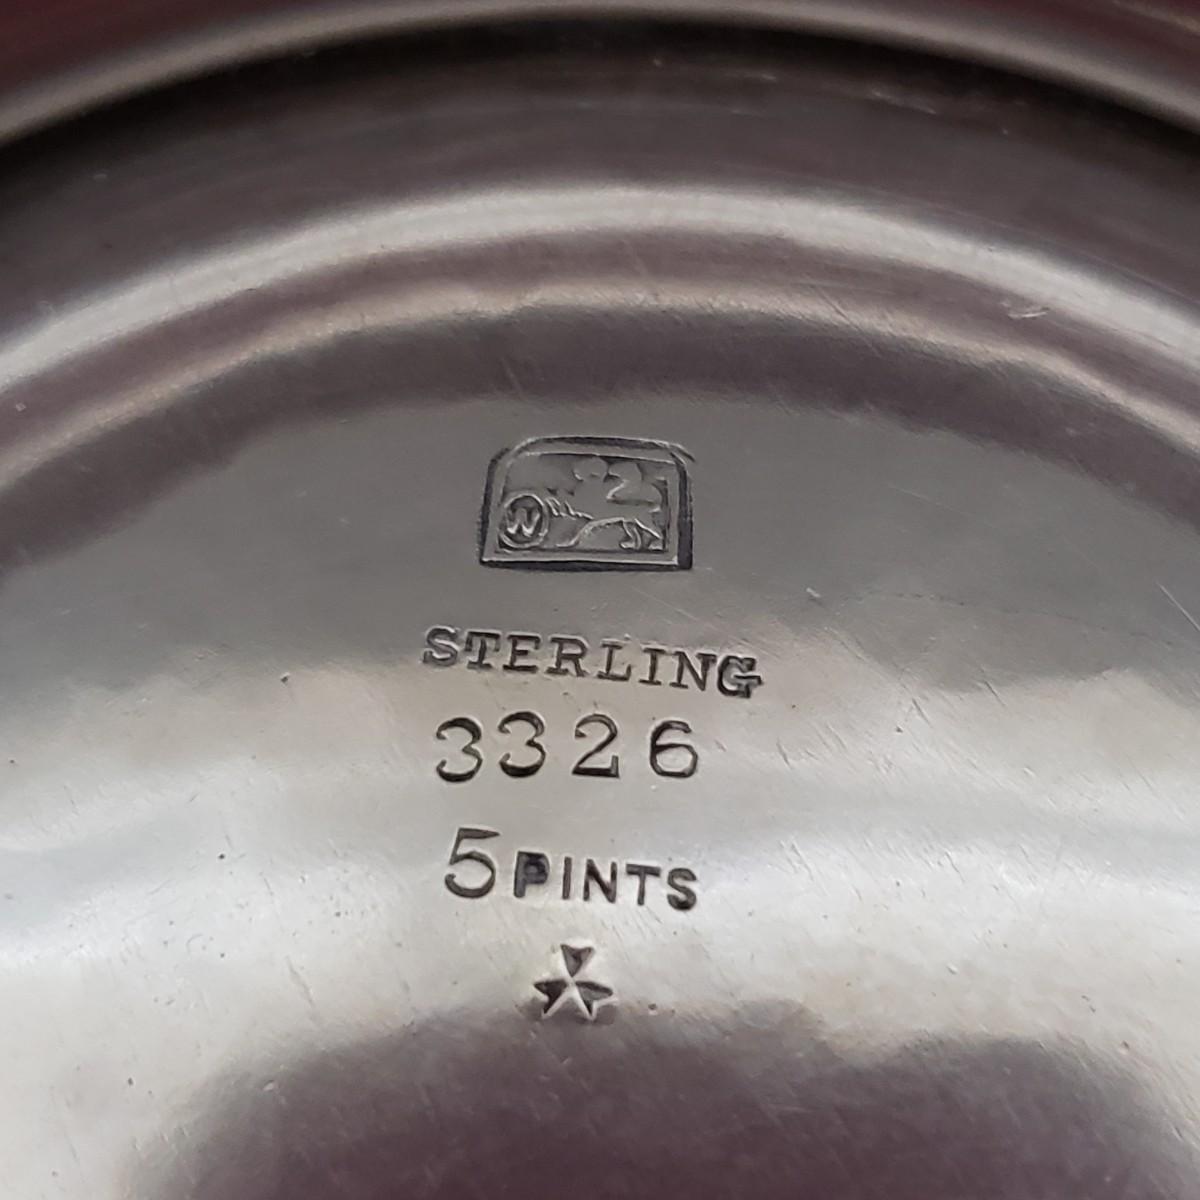 W
STERLING
3326
5 PINTS